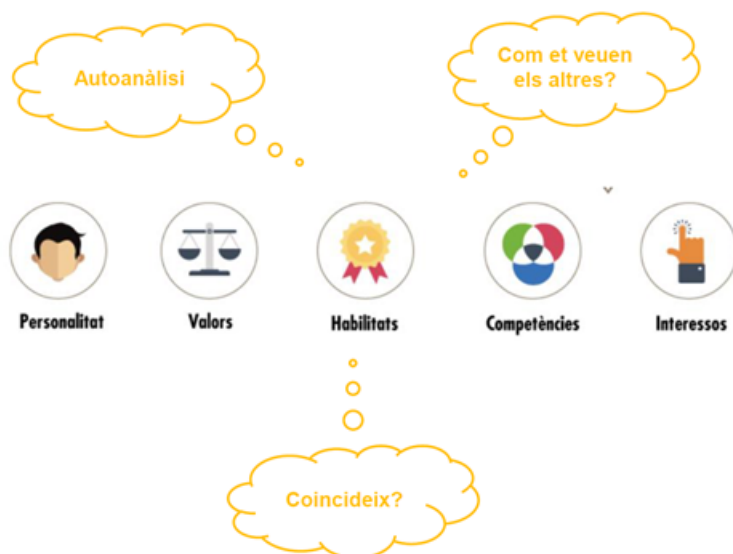 Autoanàlisi
Com et veuen
els altres?
Personalitat
Valors
Habilitats
Competències
Interessos
Coincideix?